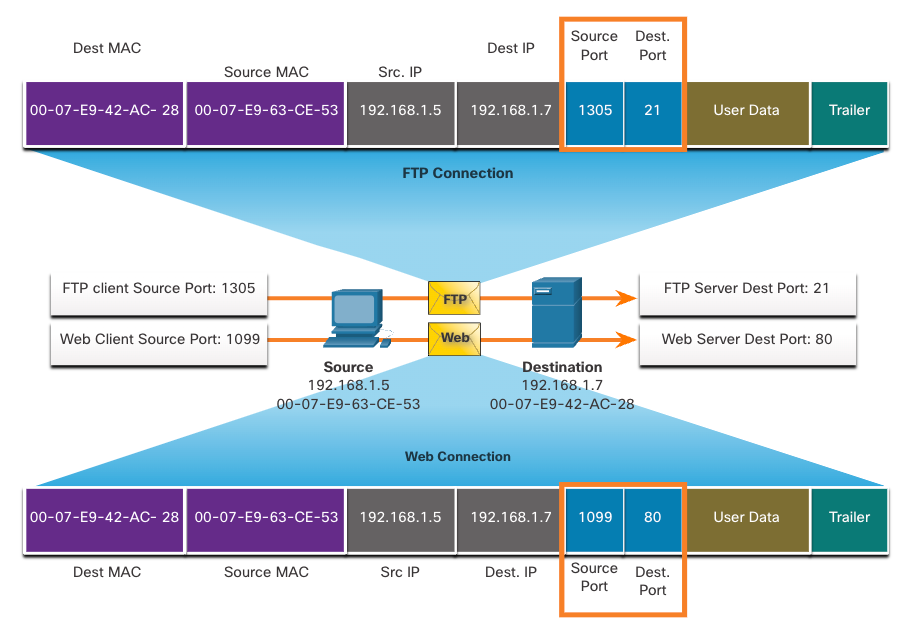 Dest MAC
Source MAC
Src. IP
Dest IP
Source
Port
Dest.
Port
00-07-E9-42-AC- 28
00-07-E9-63-CE-53
192.168.1.5
192.168.1.7
1305
21
User Data
Trailer
FTP Connection
FTP client Source Port: 1305
FTP
FTP Server Dest Port: 21
Web Client Source Port: 1099
Web
Web Server Dest Port: 80
Source
192.168.1.5
00-07-E9-63-CE-53
Destination
192.168.1.7
00-07-E9-42-AC-28
Web Connection
00-07-E9-42-AC- 28
00-07-E9-63-CE-53
192.168.1.5
192.168.1.7
1099
80
User Data
Trailer
Dest MAC
Source MAC
Src IP
Dest. IP
Source
Port
Dest.
Port